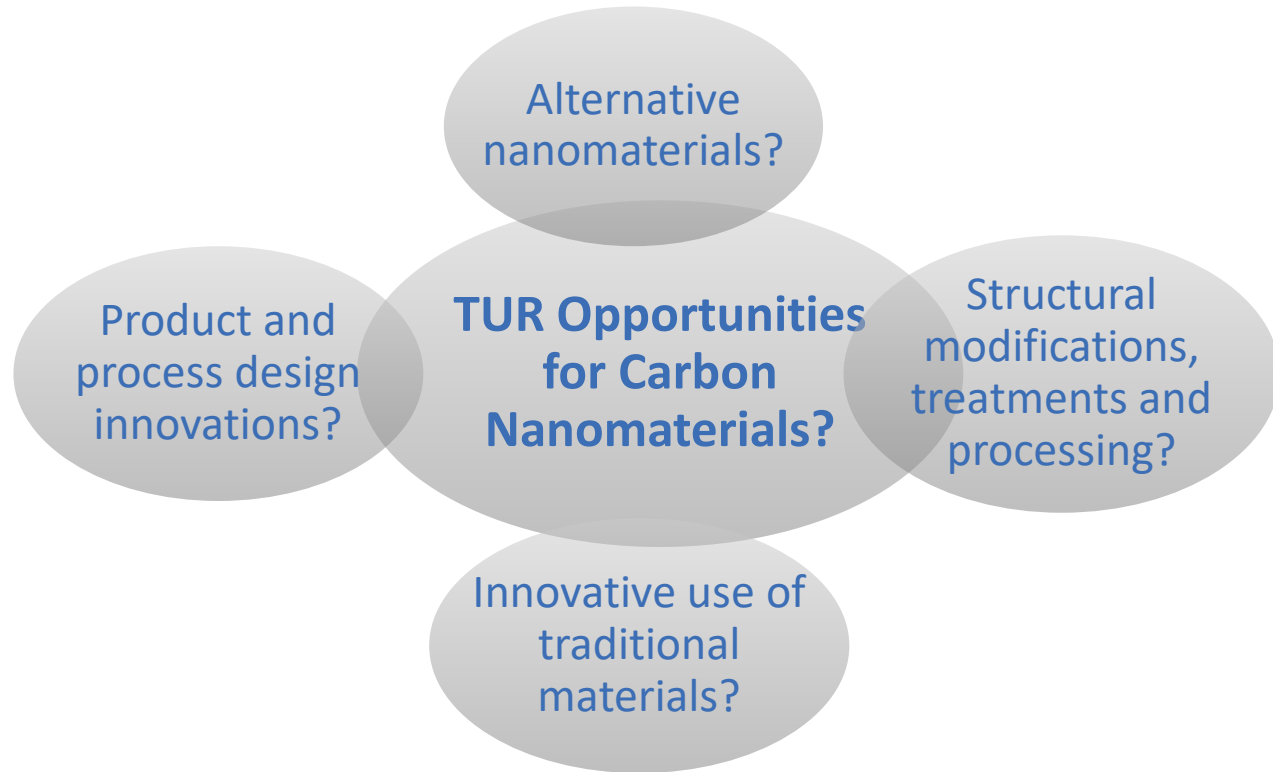 Alternative
nanomaterials?
Product and
process design
innovations?
TUR Opportunities
for Carbon
Nanomaterials?
Structural
modifications,
treatments and
processing?
Innovative use of
traditional
materials?